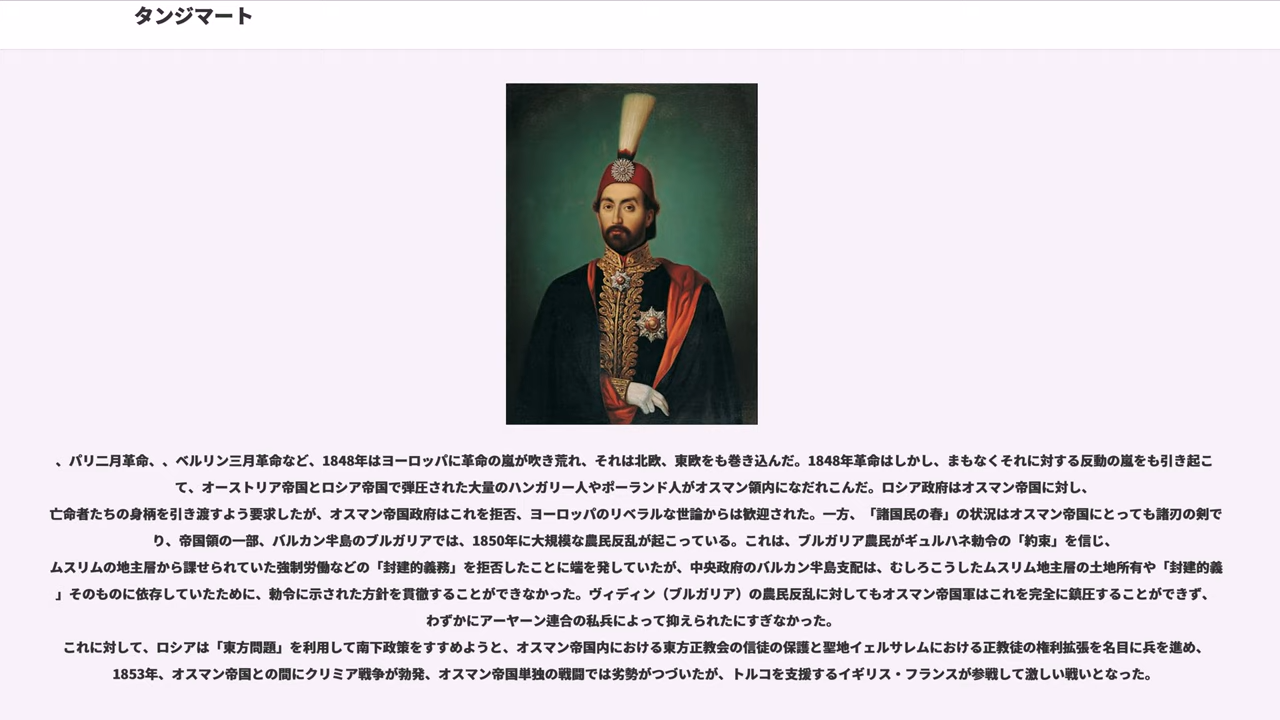 タンジマート
、パリ二月革命、、ベルリン三月革命など、1848年はヨーロッパに革命の嵐が吹き荒れ、それは北欧、東欧をも巻き込んだ。1848年革命はしかし、まもなくそれに対する反動の嵐をも引き起こ
て、オーストリア帝国とロシア帝国で弾圧された大量のハンガリー人やポーランド人がオスマン領内になだれこんだ。ロシア政府はオスマン帝国に対し、
亡命者たちの身柄を引き渡すよう要求したが、オスマン帝国政府はこれを拒否、ヨーロッパのリベラルな世論からは歓迎された。一方、「諸国民の春」の状況はオスマン帝国にとっても諸刃の剣で
り、帝国領の一部、バルカン半島のブルガリアでは、1850年に大規模な農民反乱が起こっている。これは、ブルガリア農民がギュルハネ勅令の「約束」を信じ、
ムスリムの地主層から課せられていた強制労働などの「封建的義務」を拒否したことに端を発していたが、中央政府のバルカン半島支配は、むしろこうしたムスリム地主層の土地所有や「封建的義
」そのものに依存していたために、勅令に示された方針を貫徹することができなかった。ヴィディン（ブルガリア）の農民反乱に対してもオスマン帝国軍はこれを完全に鎮圧することができず、
わずかにアーヤーン連合の私兵によって抑えられたにすぎなかった。
これに対して、ロシアは「東方問題」を利用して南下政策をすすめようと、オスマン帝国内における東方正教会の信徒の保護と聖地イェルサレムにおける正教徒の権利拡張を名目に兵を進め、
1853年、オスマン帝国との間にクリミア戦争が勃発、オスマン帝国単独の戦闘では劣勢がつづいたが、トルコを支援するイギリス・フランスが参戦して激しい戦いとなった。